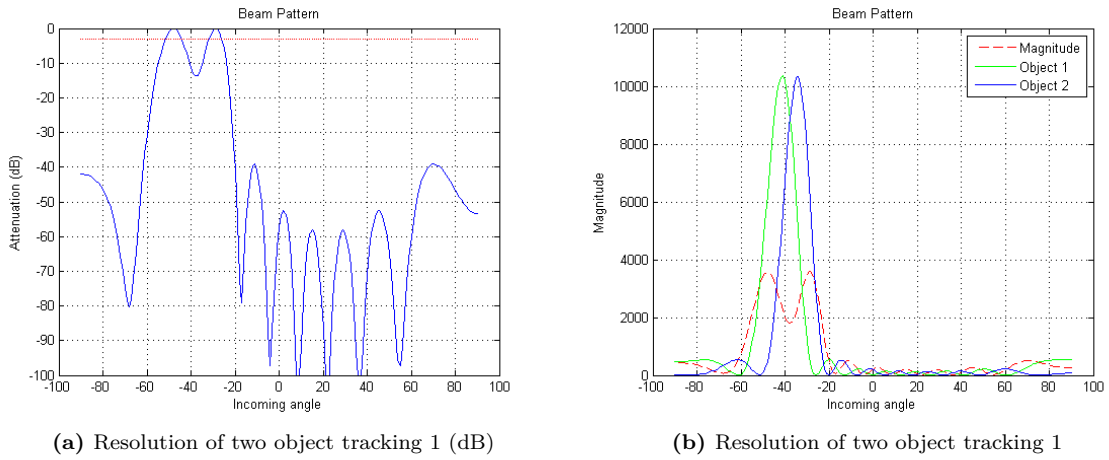 Beam Pattern
0
-10
-20
-30
-40
-50
-60
-70
-80
-90
-100
Attenuation (dB)
-100 -80 -60 -40 -20 0 20 40 60 80 100
Incoming angle
(a) Resolution of two object tracking 1 (dB)
Beam Pattern
12000
10000
8000
6000
4000
2000
0
Magnitude
Magnitude
Object 1
Object 2
-100 -80 -60 -40 -20 0 20 40 60 80 100
Incoming angle
(b) Resolution of two object tracking 1